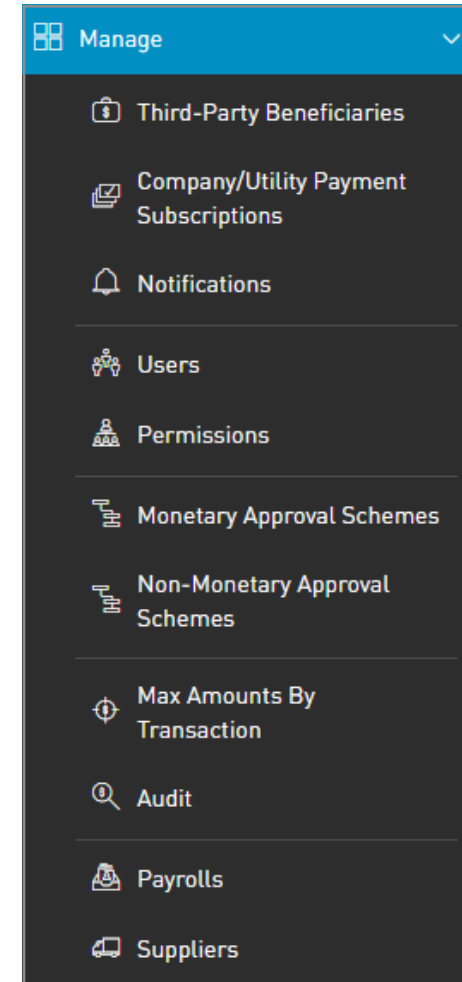 Manage
Third-Party Beneficiaries
Company/Utility Payment
Subscriptions
Notifications
Users
Permissions
Monetary Approval Schemes
Non-Monetary Approval
Schemes
Max Amounts By
Transaction
Audit
Payrolls
Suppliers